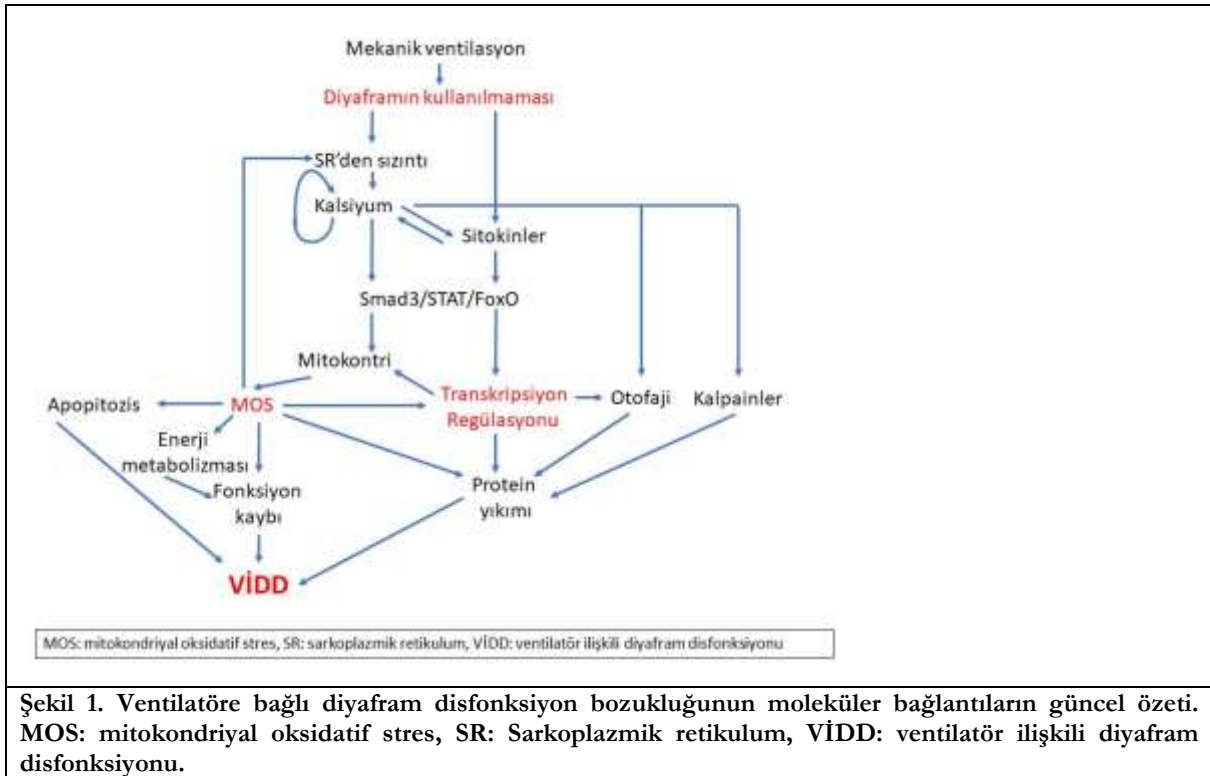 Mekanik ventilasyon
Diyaframın kullanılmaması
SR'den sızıntı
Kalsiyum
Sitokinler
Smad3/STAT/FoxO
Mitokontri
Apopitozis
MOS
Transkripsiyon
Regülasyonu
Otofaji
Kalpainler
Enerji
metabolizması
Fonksiyon
kaybı
Protein
yıkımı
VİDD
MOS: mitokondriyal oksidatif stres, SR: sarkoplazmik retikulum, VİDD: ventilatör ilişkili diyafram disfonksiyonu
Şekil 1. Ventilatöre bağlı diyafram disfonksiyon bozukluğunun moleküler bağlantıların güncel özeti.
MOS: mitokondriyal oksidatif stres, SR: Sarkoplazmik retikulum, VİDD: ventilatör ilişkili diyafram
disfonksiyonu.